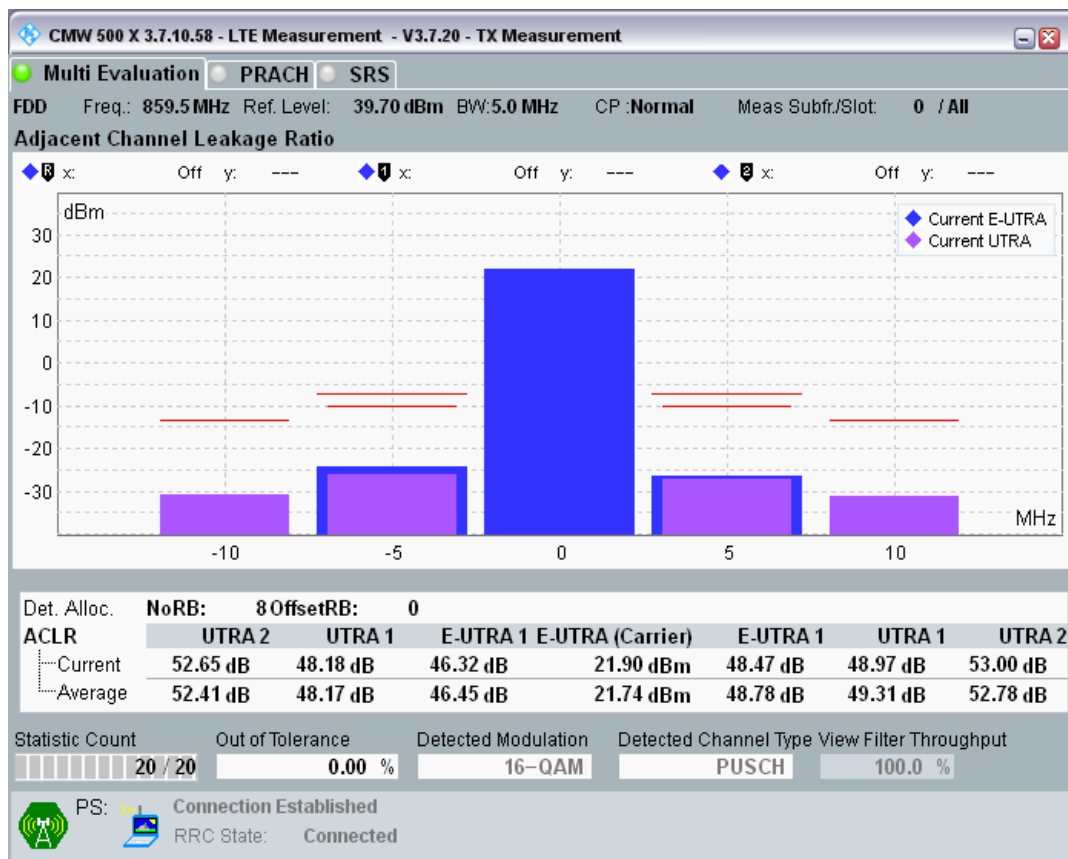 CMW 500 X 3.7.10.58 - LTE Measurement - V3.7.20 - TX Measurement
Multi Evaluation PRACH SRS
FDD Freq.: 859.5 MHz Ref. Level: 39.70 dBm BW:5.0 MHz CP :Normal Meas Subfr./Slot: 0 / All
Adjacent Channel Leakage Ratio
R x: Off y: --- 1 x: Off y: --- 2 x: Off y: ---
dBm
Current E-UTRA
Current UTRA
30
20
10
0
-10
-20
-30
MHz
-10 -5 0 5 10
Det. Alloc. NoRB: 8 OffsetRB: 0
ACLR UTRA 2 UTRA 1 E-UTRA 1 E-UTRA (Carrier) E-UTRA 1 UTRA 1 UTRA 2
Current 52.65 dB 48.18 dB 46.32 dB 21.90 dBm 48.47 dB 48.97 dB 53.00 dB
Average 52.41 dB 48.17 dB 46.45 dB 21.74 dBm 48.78 dB 49.31 dB 52.78 dB
Statistic Count Out of Tolerance Detected Modulation Detected Channel Type View Filter Throughput
20 / 20 0.00 % 16-QAM PUSCH 100.0 %
PS: Connection Established
RRC State: Connected